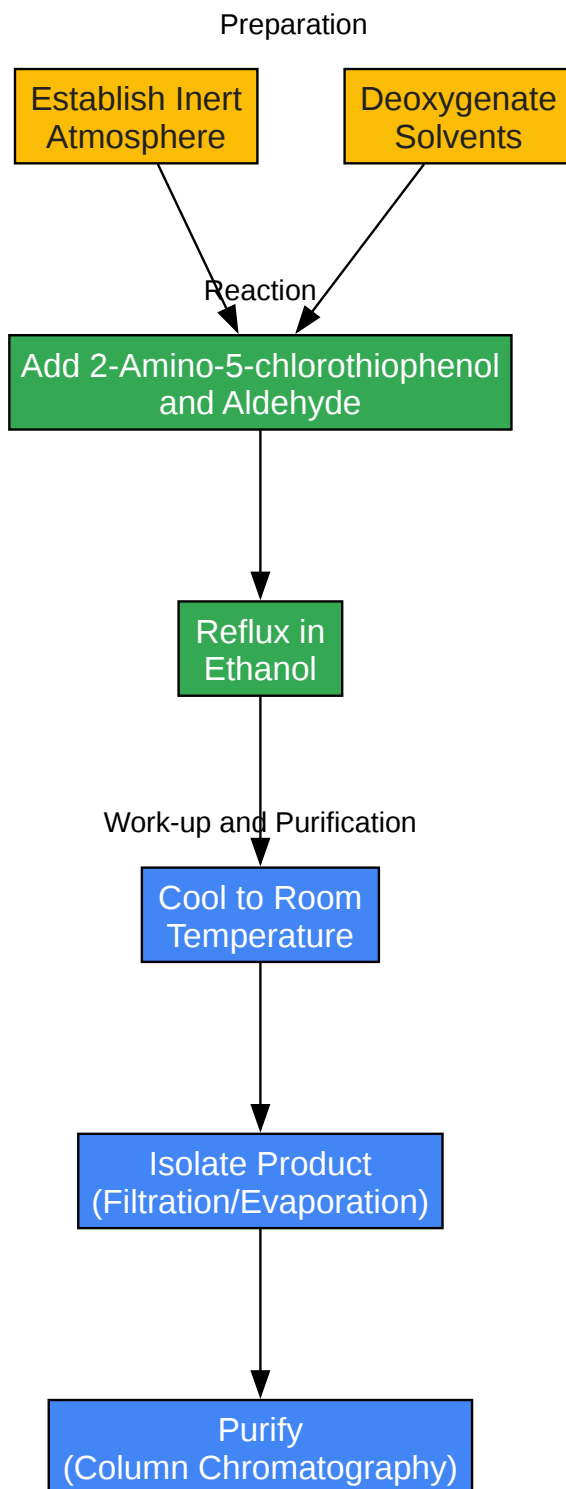 Preparation
Establish Inert
Atmosphere
Deoxygenate
Solvents
Reaction
Add 2-Amino-5-chlorothiophenol
and Aldehyde
Reflux in
Ethanol
Work-up and Purification
Cool to Room
Temperature
Isolate Product
(Filtration/Evaporation)
Purify
(Column Chromatography)